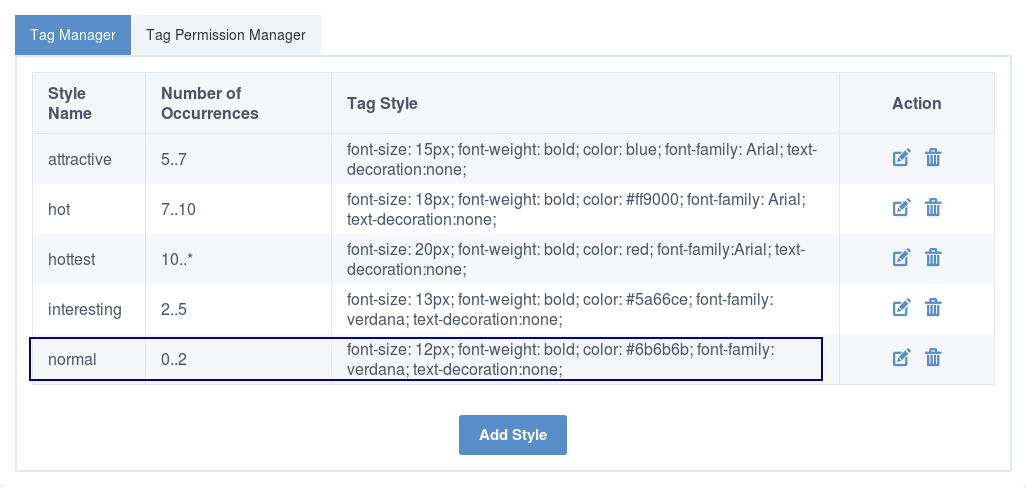 Tag Manager Tag Permission Manager
Style Name Number of Occurrences Tag Style Action
attractive 5..7 font-size: 15px; font-weight: bold; color: blue; font-family: Arial; text-
decoration:none;
hot 7..10 font-size: 18px; font-weight: bold; color: #ff9000; font-family: Arial;
text-decoration:none;
hottest 10..* font-size: 20px; font-weight: bold; color: red; font-family:Arial; text-
decoration:none;
interesting 2..5 font-size: 13px; font-weight: bold; color: #5a66ce; font-family:
verdana; text-decoration:none;
normal 0..2 font-size: 12px; font-weight: bold; color: #6b6b6b; font-family:
verdana; text-decoration:none;
Add Style